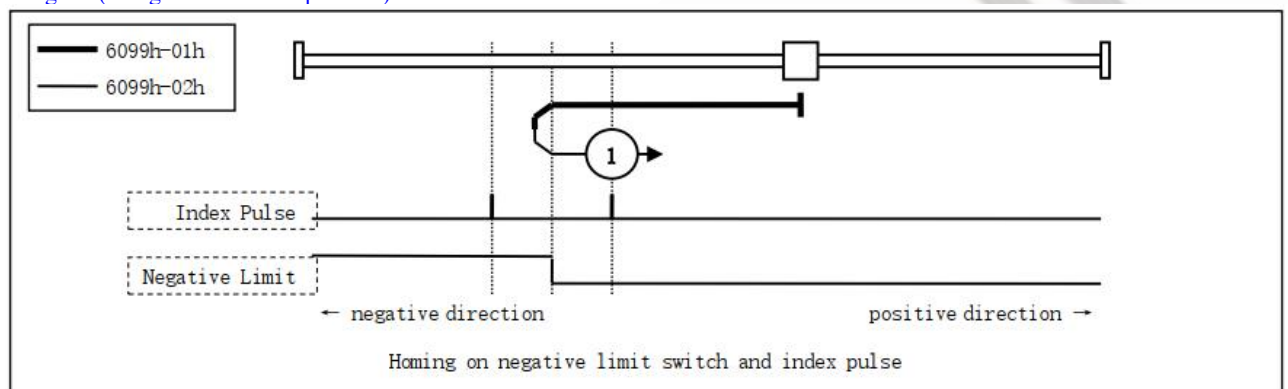 6099h-01h
6099h-02h
1
Index Pulse
Negative Limit
← negative direction
positive direction →
Homing on negative limit switch and index pulse